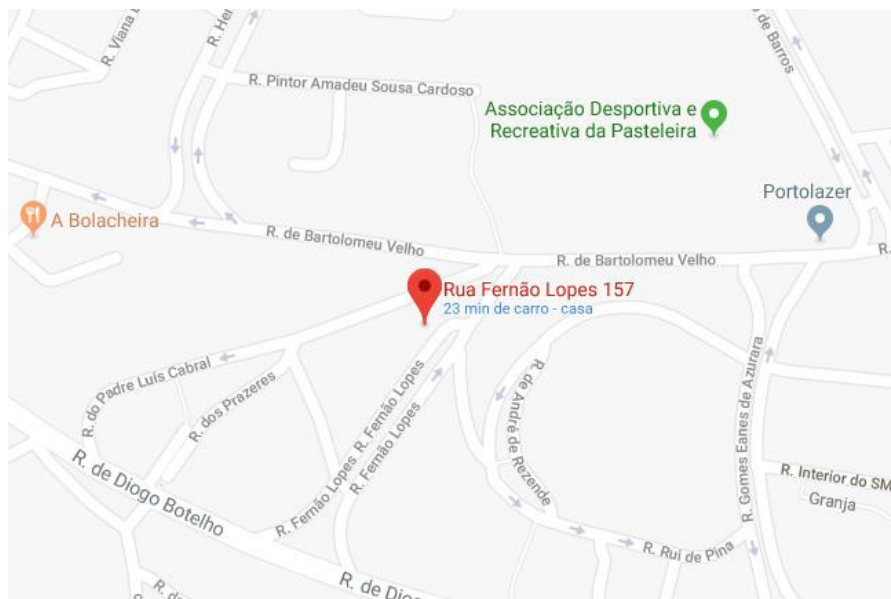 R. Viana
R. Her
o de Barros
R. Pintor Amadeu Sousa Cardoso
Associação Desportiva e
Recreativa da Pasteleira
Portolazer
A Bolacheira
R. de Bartolomeu Velho
R. de Bartolomeu Velho
R.
Rua Fernão Lopes 157
23 min de carro - casa
R. do Padre Luís Cabral
R. dos Prazeres
R. Fernão Lopes
R. Fernão Lopes
R. Fernão Lopes
R. Fernão Lopes
R. de André de Rezende
R. Gomes Eanes de Azurara
R. de Diogo Botelho
R. Interior do SM
Granja
R. Rui de Pina
R. de Diog
R. de